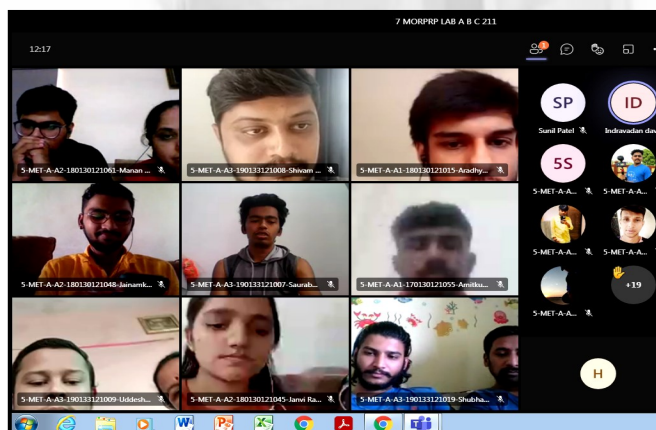 7 MORPRP LAB A B C 211
12:17
1
5-MET-A-A2-180130121061-Manan ...
5-MET-A-A3-190133121008-Shivam ...
5-MET-A-A1-180130121015-Aradhy...
5-MET-A-A2-180130121048-Jainamk...
5-MET-A-A3-190133121007-Saurab...
5-MET-A-A1-170130121055-Amitku...
5-MET-A-A3-190133121009-Uddesh...
5-MET-A-A2-180130121045-Janvi Ra...
5-MET-A-A3-190133121019-Shubha...
SP
ID
Sunil Patel
Indravadan dav
5S
5-MET-A-A...
5-MET-A-A...
5-MET-A-A...
5-MET-A-A...
+19
5-MET-A-A...
H